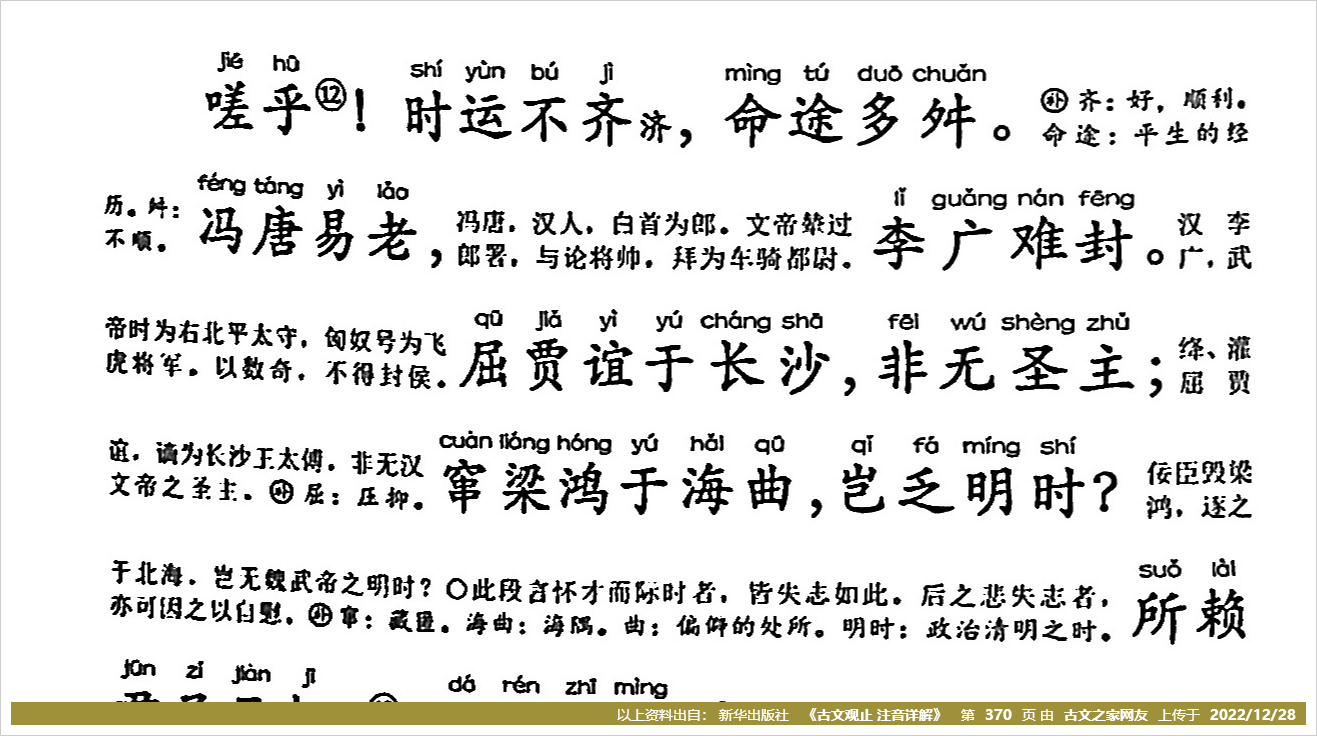 jiē hū shí yùn bú jì mìng tú duō chuǎn
嗟乎⑫！时运不齐济，命途多舛。 补 齐：好，顺利。
命途：平生的经
féng táng yì lǎo lǐ guǎng nán fēng
历。舛：
不顺。
冯唐易老， 冯唐，汉人，白首为郎。文帝辇过
郎署，与论将帅，拜为车骑都尉。
李广难封。 汉 李
广，武
qū jiǎ yì yú cháng shā fēi wú shèng zhǔ
帝时为右北平太守，匈奴号为飞
虎将军。以数奇，不得封侯。
屈贾谊于长沙，非无圣主； 绛、灌
屈 贾
cuàn liáng hóng yú hǎi qū qǐ fá míng shí
谊，谪为长沙王太傅，非无汉
文帝之圣主。补 屈：压抑。
窜梁鸿于海曲，岂乏明时？ 佞臣毁梁
鸿，逐之
suǒ lài
于北海，岂无魏武帝之明时？〇此段言怀才而际时者，皆失志如此。后之悲失志者，
亦可因之以自慰。补 窜：藏匿。海曲：海隅。曲：偏僻的处所。明时：政治清明之时。
所赖
jūn zǐ jiàn jī dá rén zhī mìng
以上资料出自： 新华出版社 《古文观止 注音详解》 第 370 页 由 古文之家网友 上传于 2022/12/28